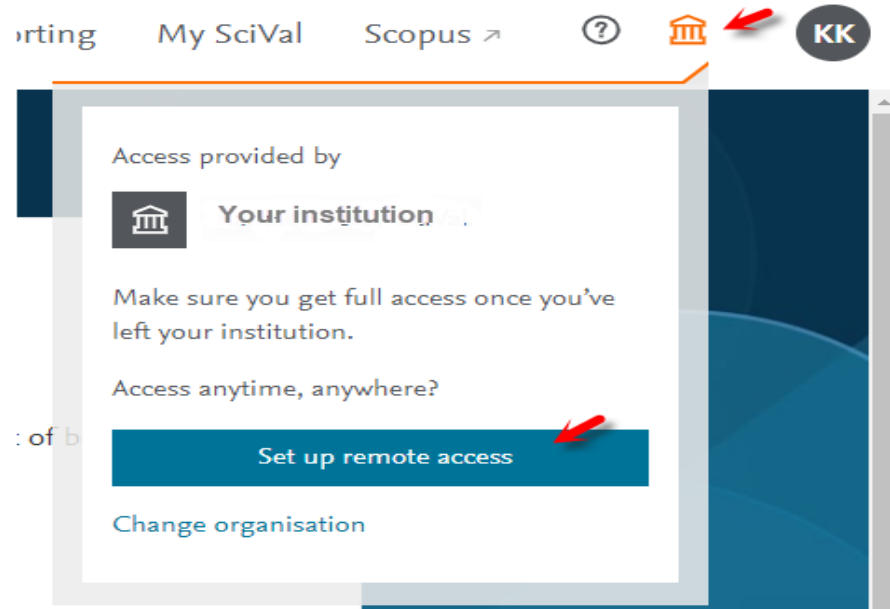 orting My SciVal Scopus ↗ ? KK
Access provided by
Your institution
Make sure you get full access once you've
left your institution.
Access anytime, anywhere?
: of b
Set up remote access
Change organisation